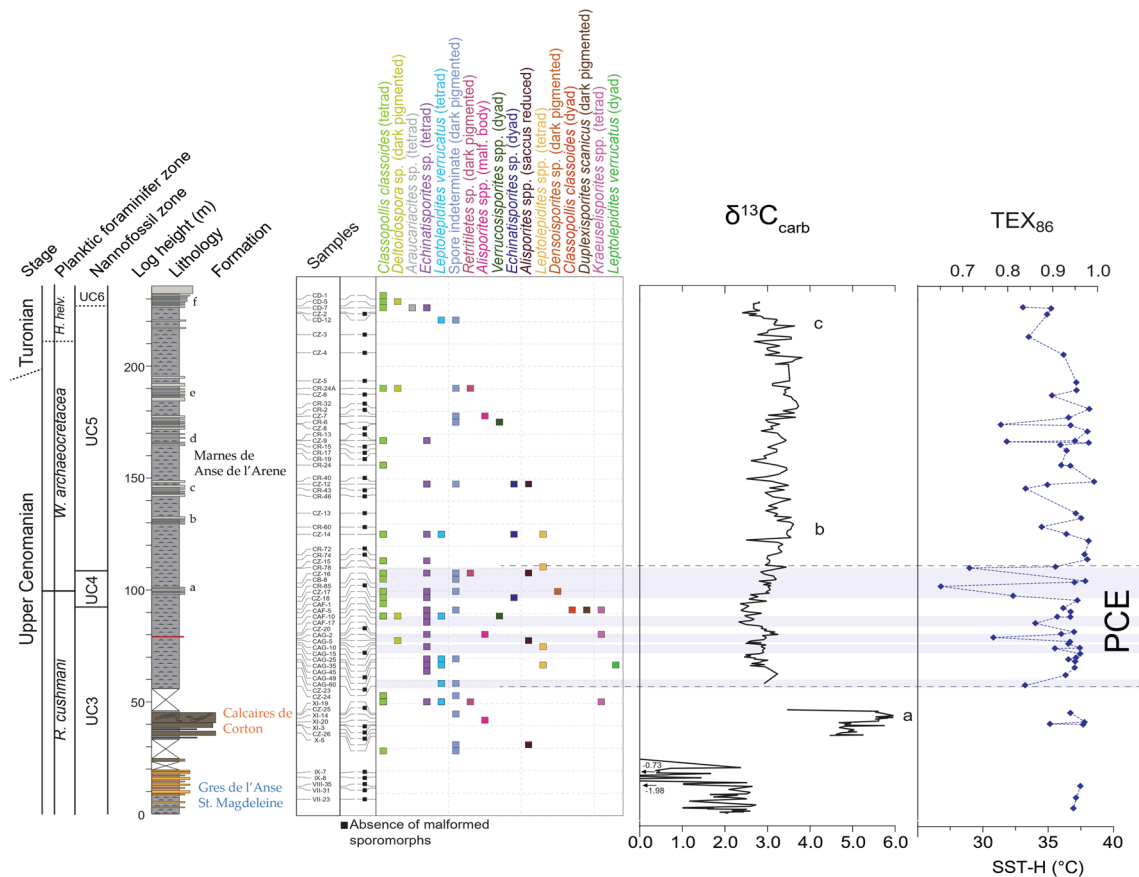 Stage
Planktic foraminifer zone
Nannofossil zone
Log height (m)
Lithology
Formation
Samples
Classopollis classoides (tetrad)
Deltoidospora sp. (dark pigmented)
Araucariacites sp. (tetrad)
Echinatisporites sp. (tetrad)
Leptolepidites verrucatus (tetrad)
Spore indeterminate (dark pigmented)
Retritiletes sp. (dark pigmented)
Alisporites spp. (malf. body)
Verrucosisporites spp. (dyad)
Echinatisporites sp. (dyad)
Alisporites spp. (saccus reduced)
Leptolepidites spp. (tetrad)
Densoisporites sp. (dark pigmented)
Classopollis classoides (dyad)
Duplexisporites scanicus (dark pigmented)
Kraeuselisporites spp. (tetrad)
Leptolepidites verrucatus (dyad)
δ13Ccarb
TEX86
0.7 0.8 0.9 1.0
Turonian
Upper Cenomanian
H. helv.
W. archaeocretacea
R. cushmani
UC6
UC5
UC4
UC3
200
150
100
50
0
f
e
d
c
b
a
Marnes de
Anse de l'Arene
Calcaires de
Corton
Gres de l'Anse
St. Magdeleine
CD-1
CD-5
CD-7
CZ-2
CD-12
CZ-3
CZ-4
CZ-5
CR-24A
CZ-6
CR-32
CR-2
CZ-7
CR-6
CZ-8
CR-13
CZ-9
CR-15
CR-17
CR-19
CR-24
CR-40
CZ-12
CR-43
CR-46
CZ-13
CR-60
CZ-14
CR-72
CR-74
CZ-15
CR-78
CZ-16
CB-8
CR-85
CZ-17
CZ-18
CAF-1
CAF-5
CAF-10
CAF-17
CZ-20
CAG-2
CAG-5
CAG-10
CAG-15
CAG-25
CAG-35
CAG-45
CAG-49
CAG-60
CZ-23
CZ-24
XI-19
CZ-25
XI-14
XI-20
XI-3
CZ-26
X-5
IX-7
IX-8
VIII-35
VII-31
VII-23
Absence of malformed
sporomorphs
c
b
a
-0.73
-1.98
0.0 1.0 2.0 3.0 4.0 5.0 6.0
PCE
30 35 40
SST-H (°C)